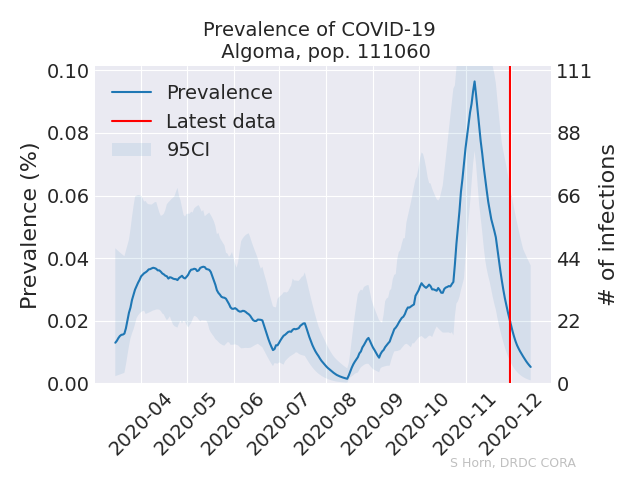 Prevalence of COVID-19
Algoma, pop. 111060
Prevalence
Latest data
95CI
Prevalence (%)
0.10
0.08
0.06
0.04
0.02
0.00
111
88
66
44
22
0
# of infections
2020-04
2020-05
2020-06
2020-07
2020-08
2020-09
2020-10
2020-11
2020-12
S Horn, DRDC CORA